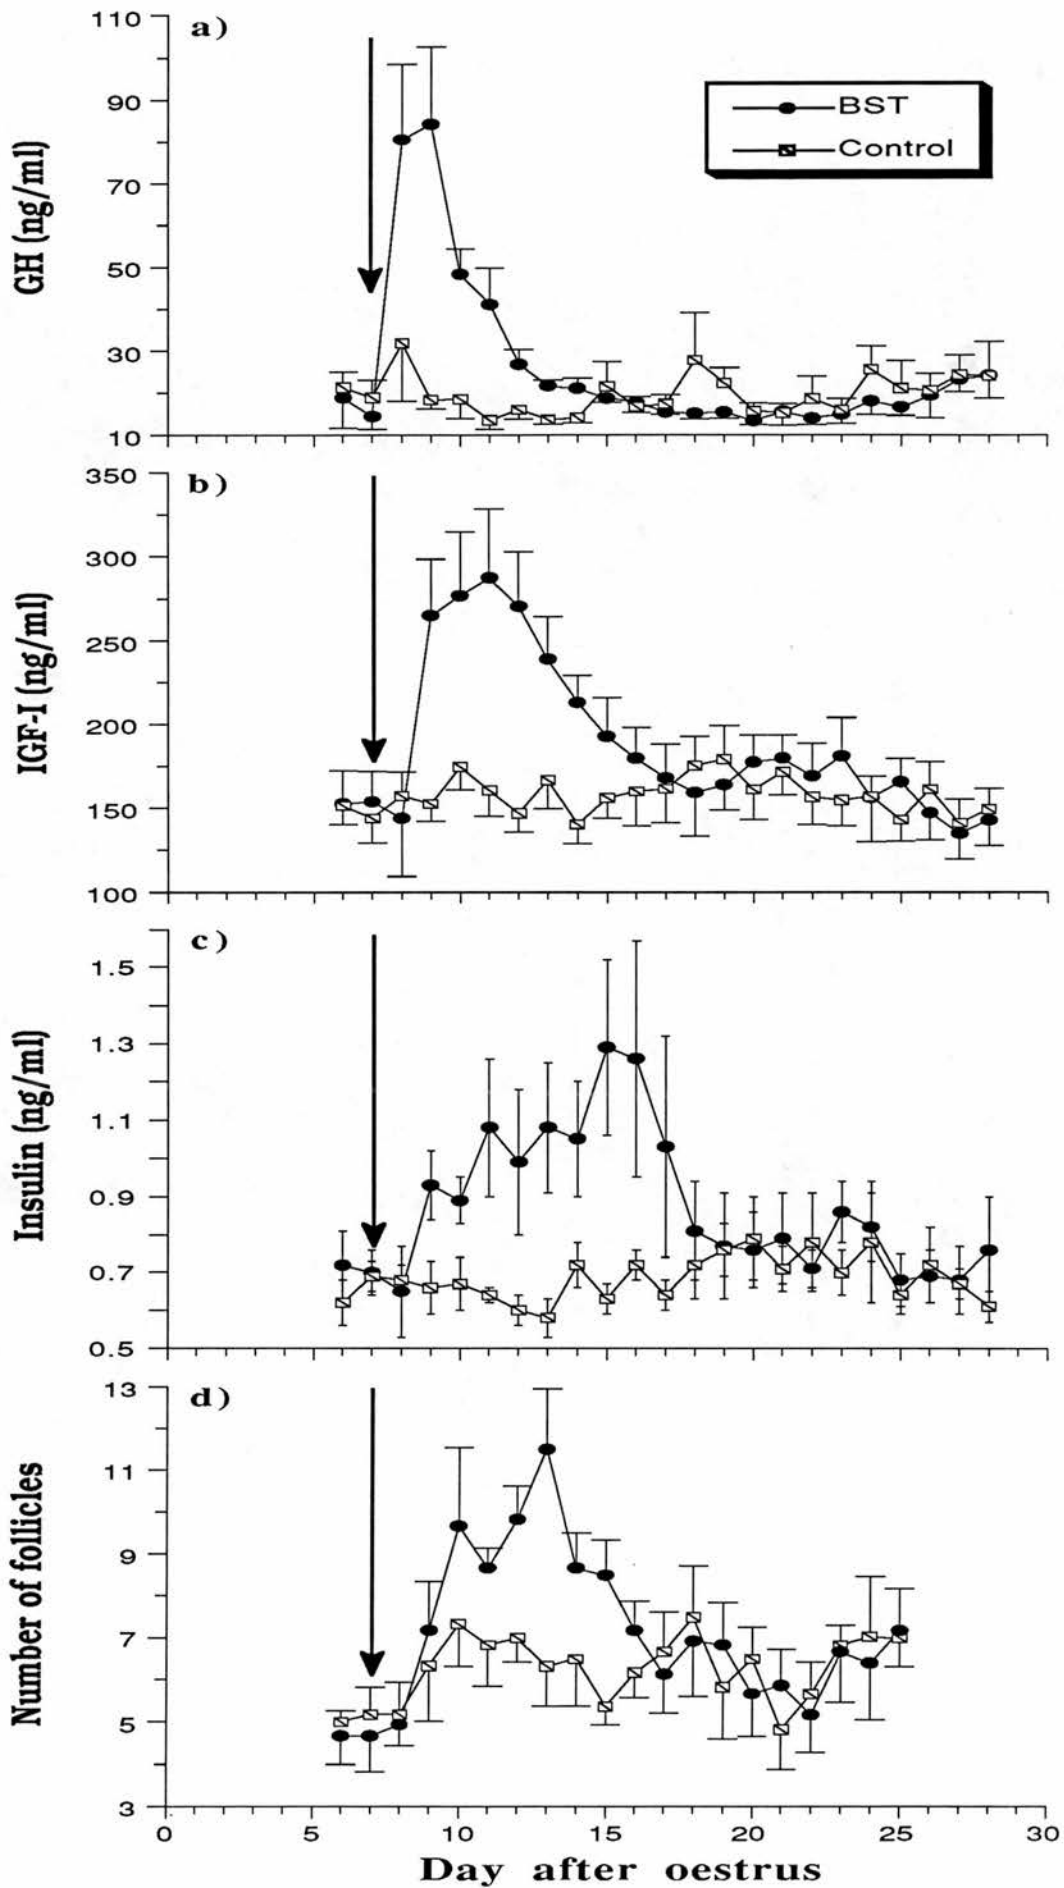 a)
110
90
70
50
30
10
GH (ng/ml)
BST
Control
b)
350
300
250
200
150
100
IGF-I (ng/ml)
c)
1.5
1.3
1.1
0.9
0.7
0.5
Insulin (ng/ml)
d)
13
11
9
7
5
3
Number of follicles
0 5 10 15 20 25 30
Day after oestrus